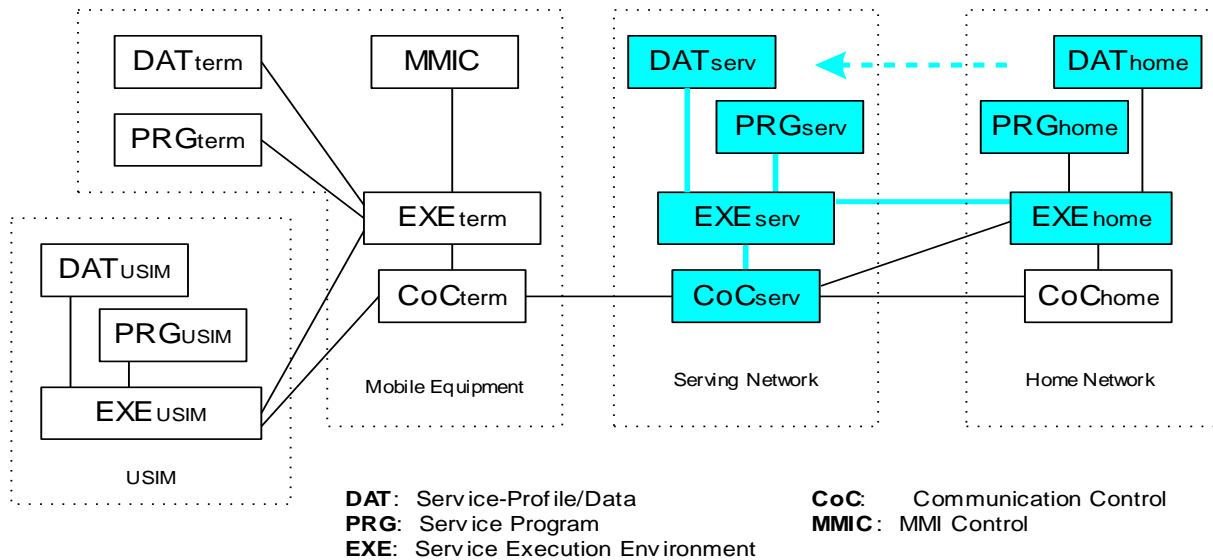 DATterm
MMIC
DATserv
DAThome
PRGterm
PRGserv
PRGhome
EXEterm
EXEserv
EXEhome
DATUSIM
CoCterm
CoCserv
CoChome
PRGUSIM
Mobile Equipment
Serving Network
Home Network
EXEUSIM
USIM
DAT: Service-Profile/Data
CoC: Communication Control
PRG: Service Program
MMIC: MMI Control
EXE: Service Execution Environment